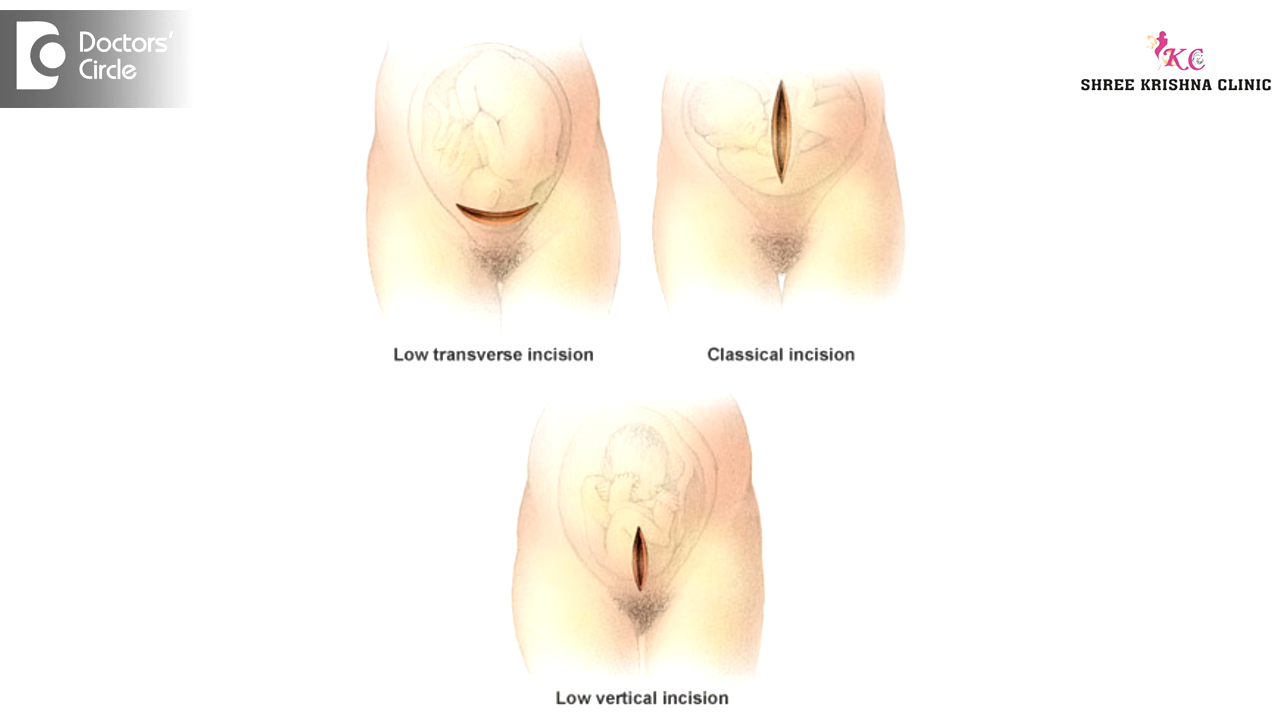 Doctors'
Circle
KC
SHREE KRISHNA CLINIC
Low transverse incision
Classical incision
Low vertical incision